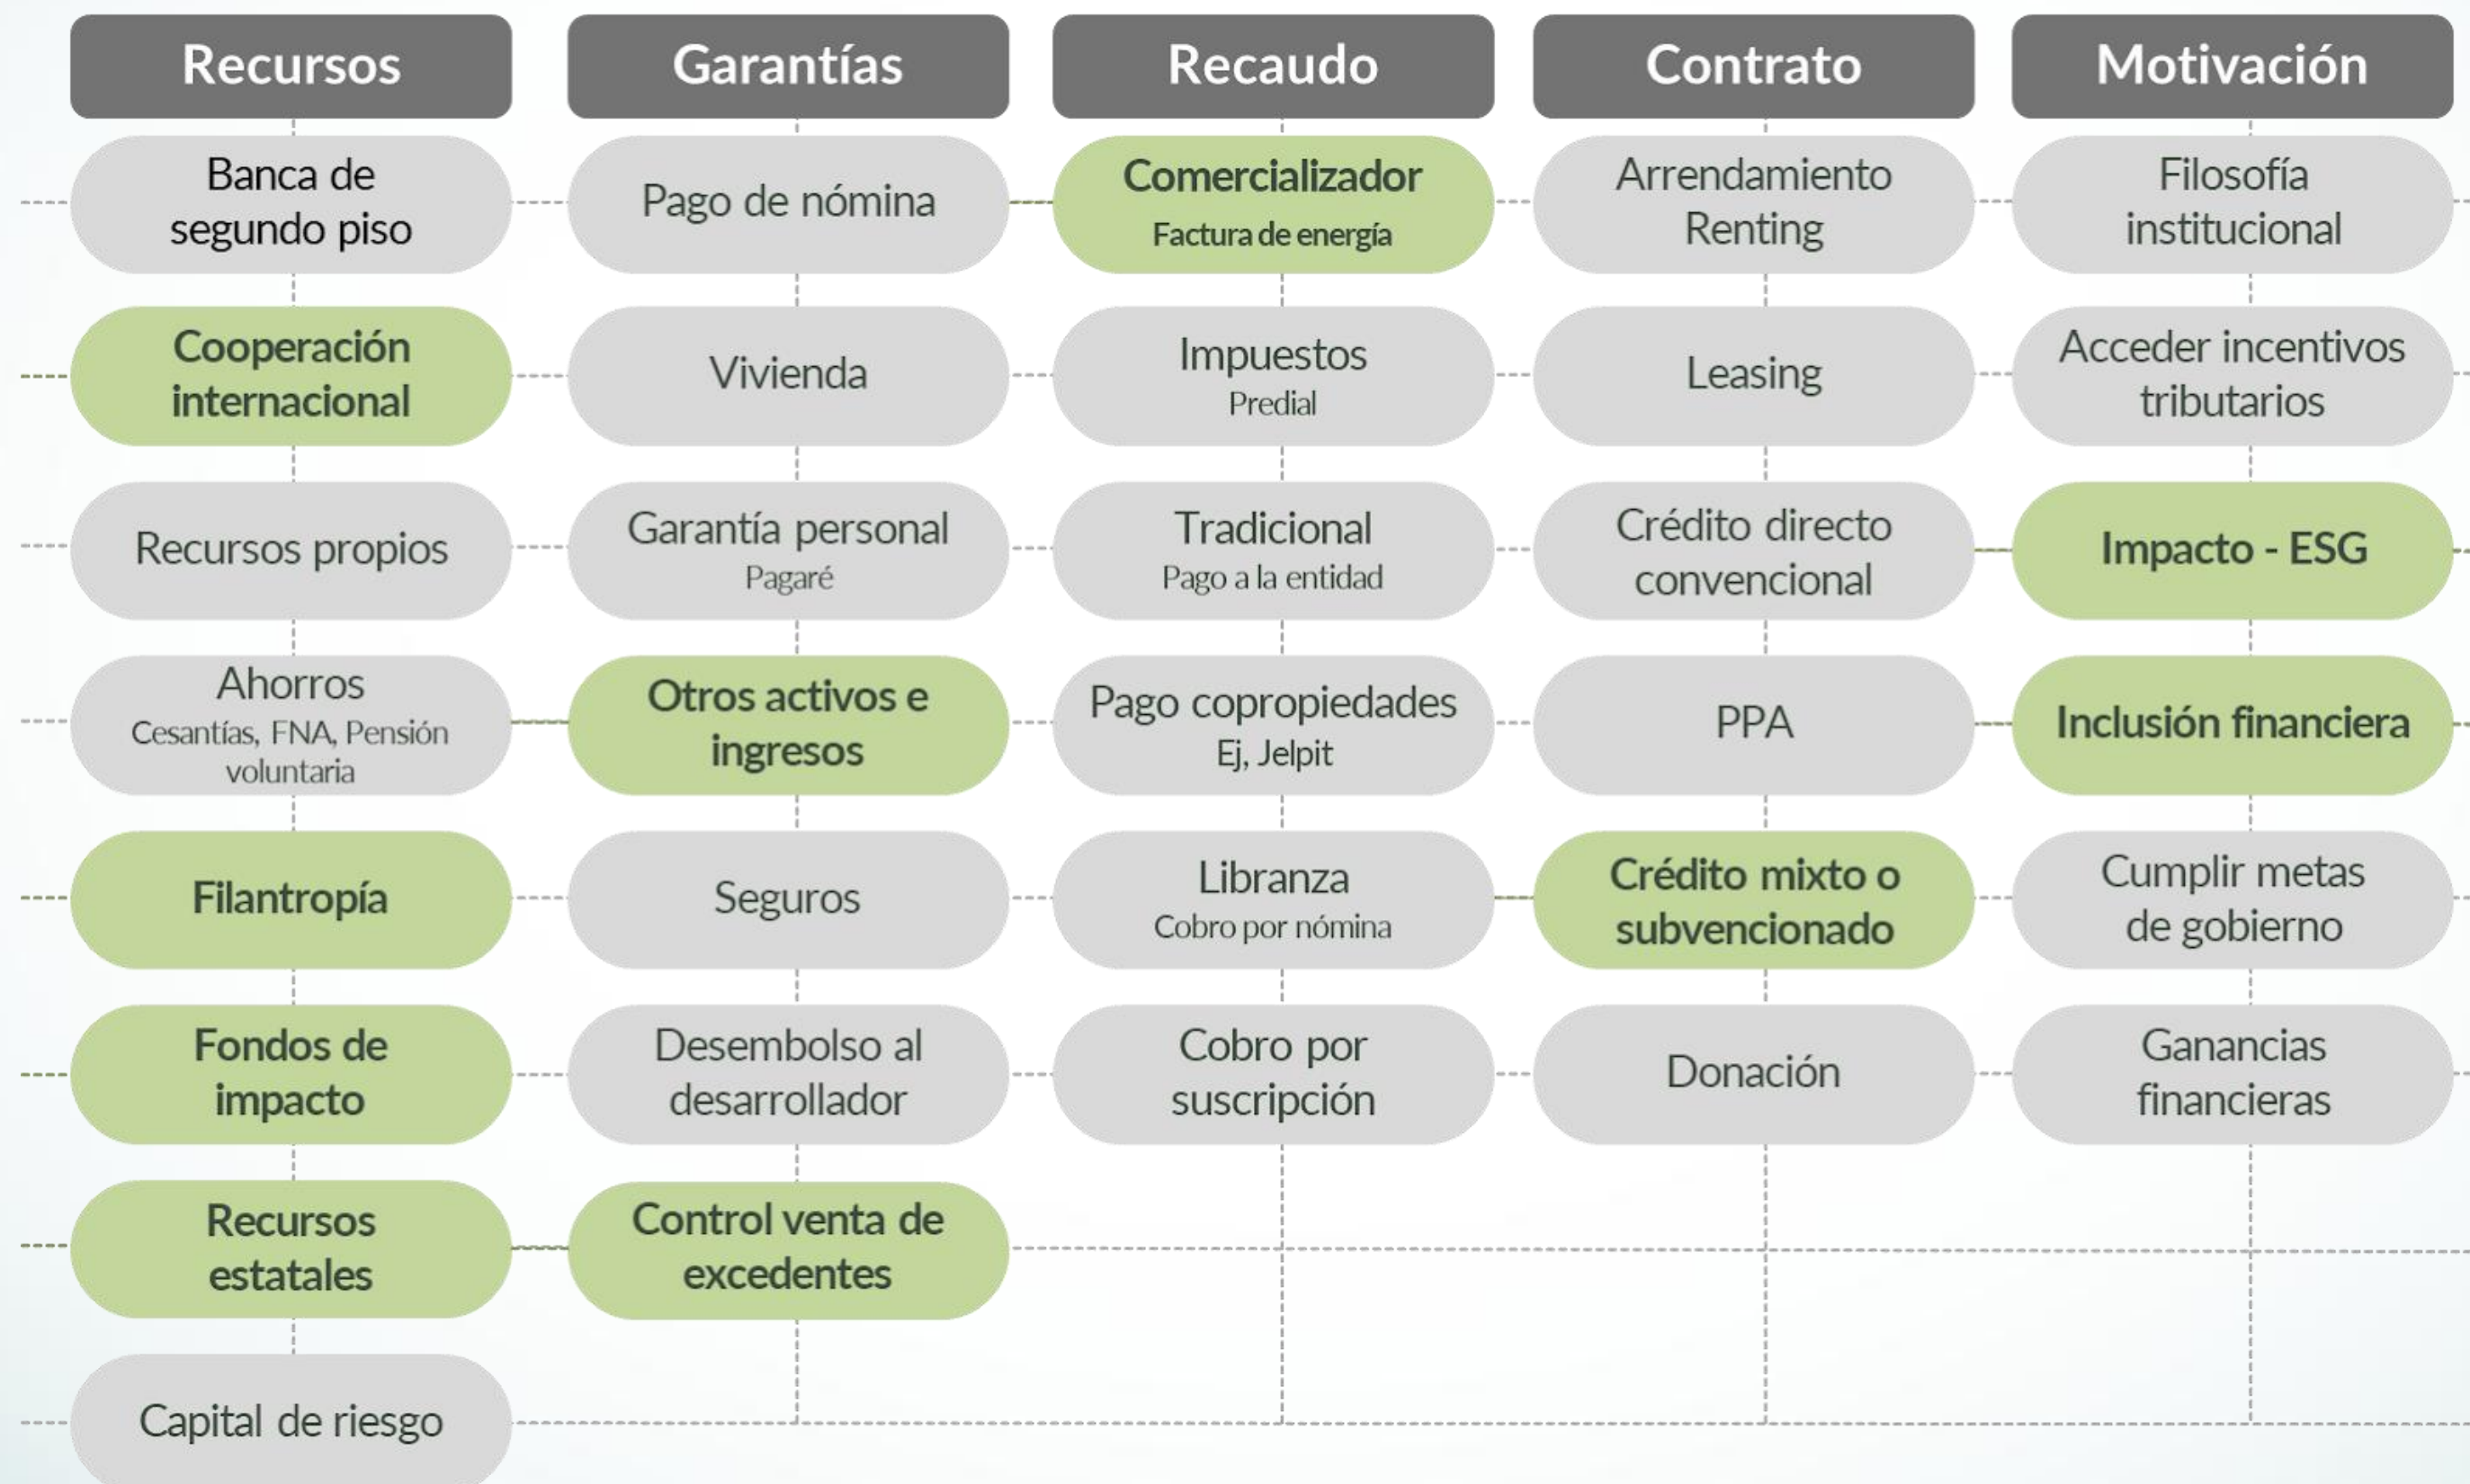 Recursos
Garantías
Recaudo
Contrato
Motivación
Banca de
segundo piso
Pago de nómina
Comercializador
Factura de energía
Arrendamiento
Renting
Filosofía
institucional
Cooperación
internacional
Vivienda
Impuestos
Predial
Leasing
Acceder incentivos
tributarios
Recursos propios
Garantía personal
Pagaré
Tradicional
Pago a la entidad
Crédito directo
convencional
Impacto - ESG
Ahorros
Cesantías, FNA, Pensión
voluntaria
Otros activos e
ingresos
Pago copropiedades
Ej, Jelpit
PPA
Inclusión financiera
Filantropía
Seguros
Libranza
Cobro por nómina
Crédito mixto o
subvencionado
Cumplir metas
de gobierno
Fondos de
impacto
Desembolso al
desarrollador
Cobro por
suscripción
Donación
Ganancias
financieras
Recursos
estatales
Control venta de
excedentes
Capital de riesgo